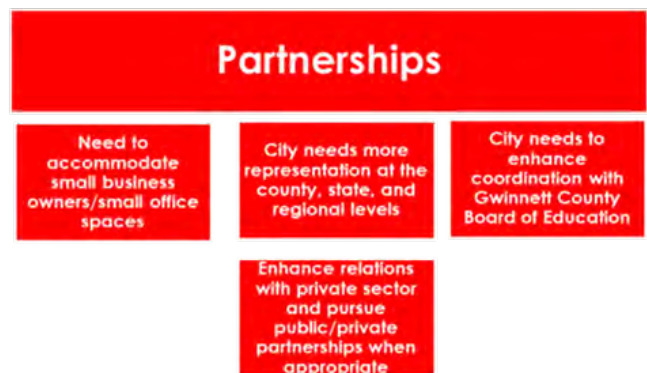 Partnerships
Need to
accommodate
small business
owners/small office
spaces
City needs more
representation at the
county, state, and
regional levels
City needs to
enhance
coordination with
Gwinnett County
Board of Education
Enhance relations
with private sector
and pursue
public/private
partnerships when
appropriate